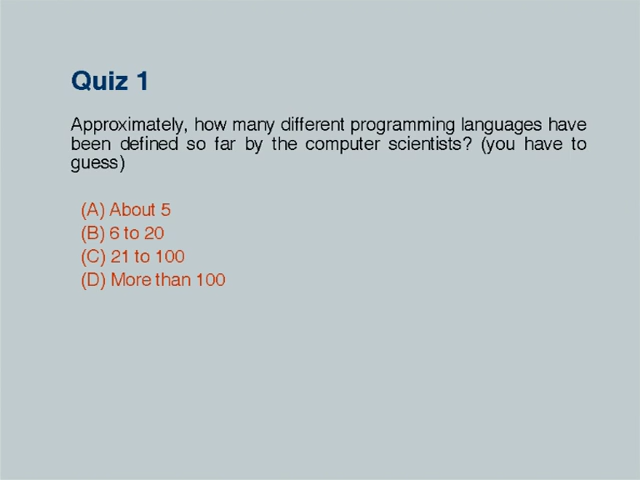 Quiz 1
Approximately, how many different programming languages have
been defined so far by the computer scientists? (you have to
guess)
(A) About 5
(B) 6 to 20
(C) 21 to 100
(D) More than 100